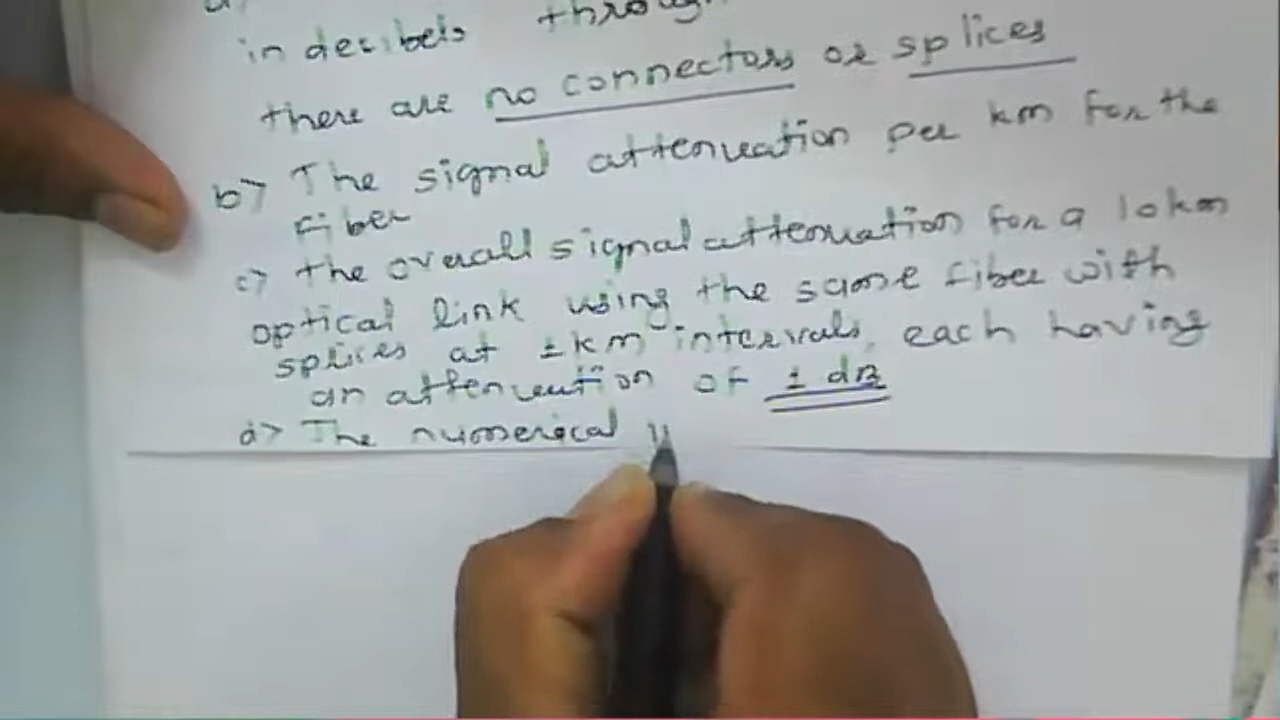 in decibels through
there are no connectors or splices
b> The signal attenuation per km for the
fiber
c> The overall signal attenuation for a 10km
optical link using the same fiber with
splices at 1km intervals, each having
an attenuation of 1 dB
d> The numerical